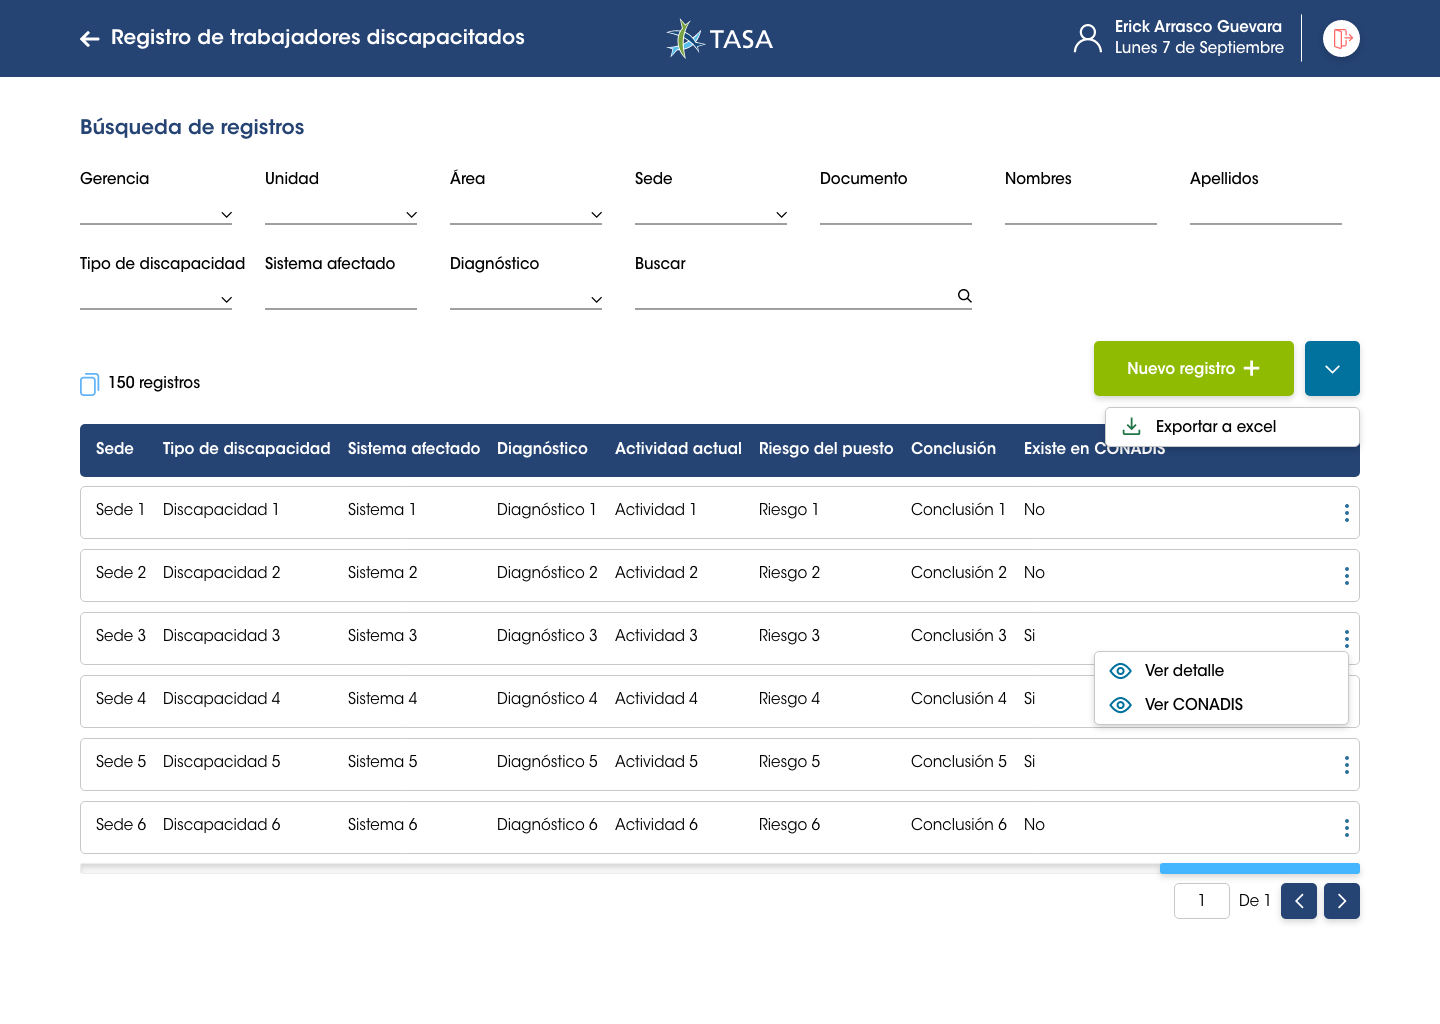 Registro de trabajadores discapacitados
TASA
Erick Arrasco Guevara
Lunes 7 de Septiembre
Búsqueda de registros
Gerencia Unidad Área Sede Documento Nombres Apellidos
Tipo de discapacidad Sistema afectado Diagnóstico Buscar
Nuevo registro
150 registros
Exportar a excel
Sede Tipo de discapacidad Sistema afectado Diagnóstico Actividad actual Riesgo del puesto Conclusión Existe en CONADIS
Sede 1 Discapacidad 1 Sistema 1 Diagnóstico 1 Actividad 1 Riesgo 1 Conclusión 1 No
Sede 2 Discapacidad 2 Sistema 2 Diagnóstico 2 Actividad 2 Riesgo 2 Conclusión 2 No
Sede 3 Discapacidad 3 Sistema 3 Diagnóstico 3 Actividad 3 Riesgo 3 Conclusión 3 Si
Ver detalle
Sede 4 Discapacidad 4 Sistema 4 Diagnóstico 4 Actividad 4 Riesgo 4 Conclusión 4 Si
Ver CONADIS
Sede 5 Discapacidad 5 Sistema 5 Diagnóstico 5 Actividad 5 Riesgo 5 Conclusión 5 Si
Sede 6 Discapacidad 6 Sistema 6 Diagnóstico 6 Actividad 6 Riesgo 6 Conclusión 6 No
1 De 1